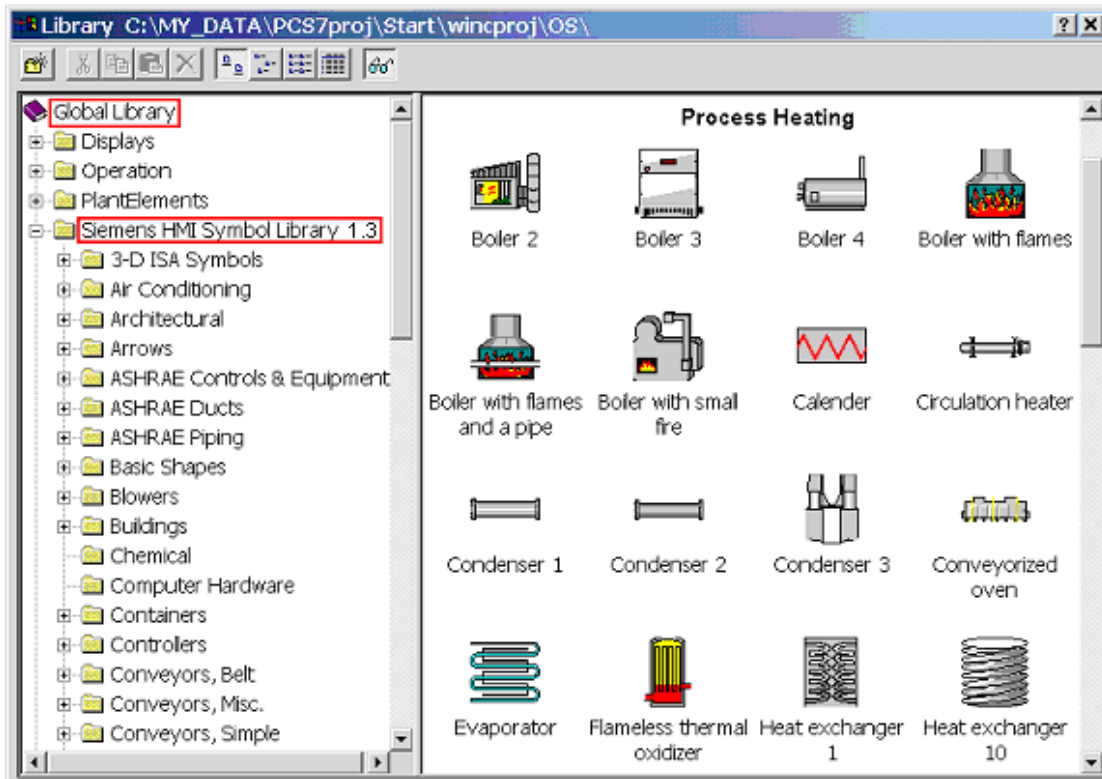 Library C:\MY_DATA\PCS7proj\Start\wincproj\OS\
Global Library
Displays
Operation
PlantElements
Siemens HMI Symbol Library 1.3
3-D ISA Symbols
Air Conditioning
Architectural
Arrows
ASHRAE Controls & Equipment
ASHRAE Ducts
ASHRAE Piping
Basic Shapes
Blowers
Buildings
Chemical
Computer Hardware
Containers
Controllers
Conveyors, Belt
Conveyors, Misc.
Conveyors, Simple
Process Heating
Boiler 2
Boiler 3
Boiler 4
Boiler with flames
Boiler with flames
and a pipe
Boiler with small
fire
Calender
Circulation heater
Condenser 1
Condenser 2
Condenser 3
Conveyorized
oven
Evaporator
Flameless thermal
oxidizer
Heat exchanger
1
Heat exchanger
10